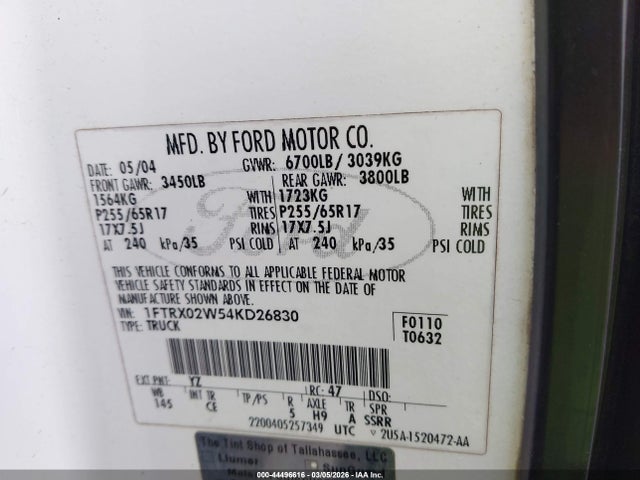 MFD. BY FORD MOTOR CO.
DATE: 05/04 GVWR: 6700LB/ 3039KG
FRONT GAWR: 3450LB REAR GAWR: 3800LB
1564KG WITH 1723KG WITH
P255/65R17 TIRES P255/65R17 TIRES
17X7.5J RIMS 17X7.5J RIMS
AT 240 kPa/35 PSI COLD AT 240 kPa/35 PSI COLD
Ford
THIS VEHICLE CONFORMS TO ALL APPLICABLE FEDERAL MOTOR
VEHICLE SAFETY STANDARDS IN EFFECT ON THE DATE OF
MANUFACTURE SHOWN ABOVE.
VIN: 1FTRX02W54KD26830 F0110
TYPE: TRUCK T0632
EXT PNT: YZ RC: 47 DSO:
WB INT TR TP/PS R AXLE TR SPR
145 CE 5 H9 A SSRR
2200405257349 UTC 2U5A-1520472-AA
The Tint Shop of Tallahassee, LLC
Llumar
000-44496616 - 03/05/2026 - IAAI.com